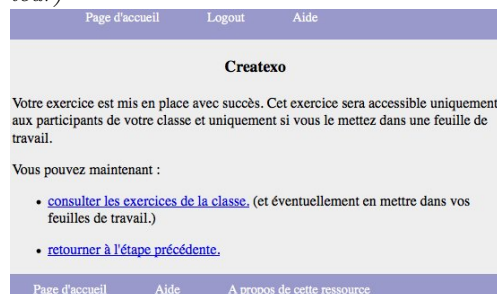 Page d'accueil Logout Aide
Createxo
Votre exercice est mis en place avec succès. Cet exercice sera accessible uniquement
aux participants de votre classe et uniquement si vous le mettez dans une feuille de
travail.
Vous pouvez maintenant :
• consulter les exercices de la classe. (et éventuellement en mettre dans vos
feuilles de travail.)
• retourner à l'étape précédente.
Page d'accueil Aide A propos de cette ressource